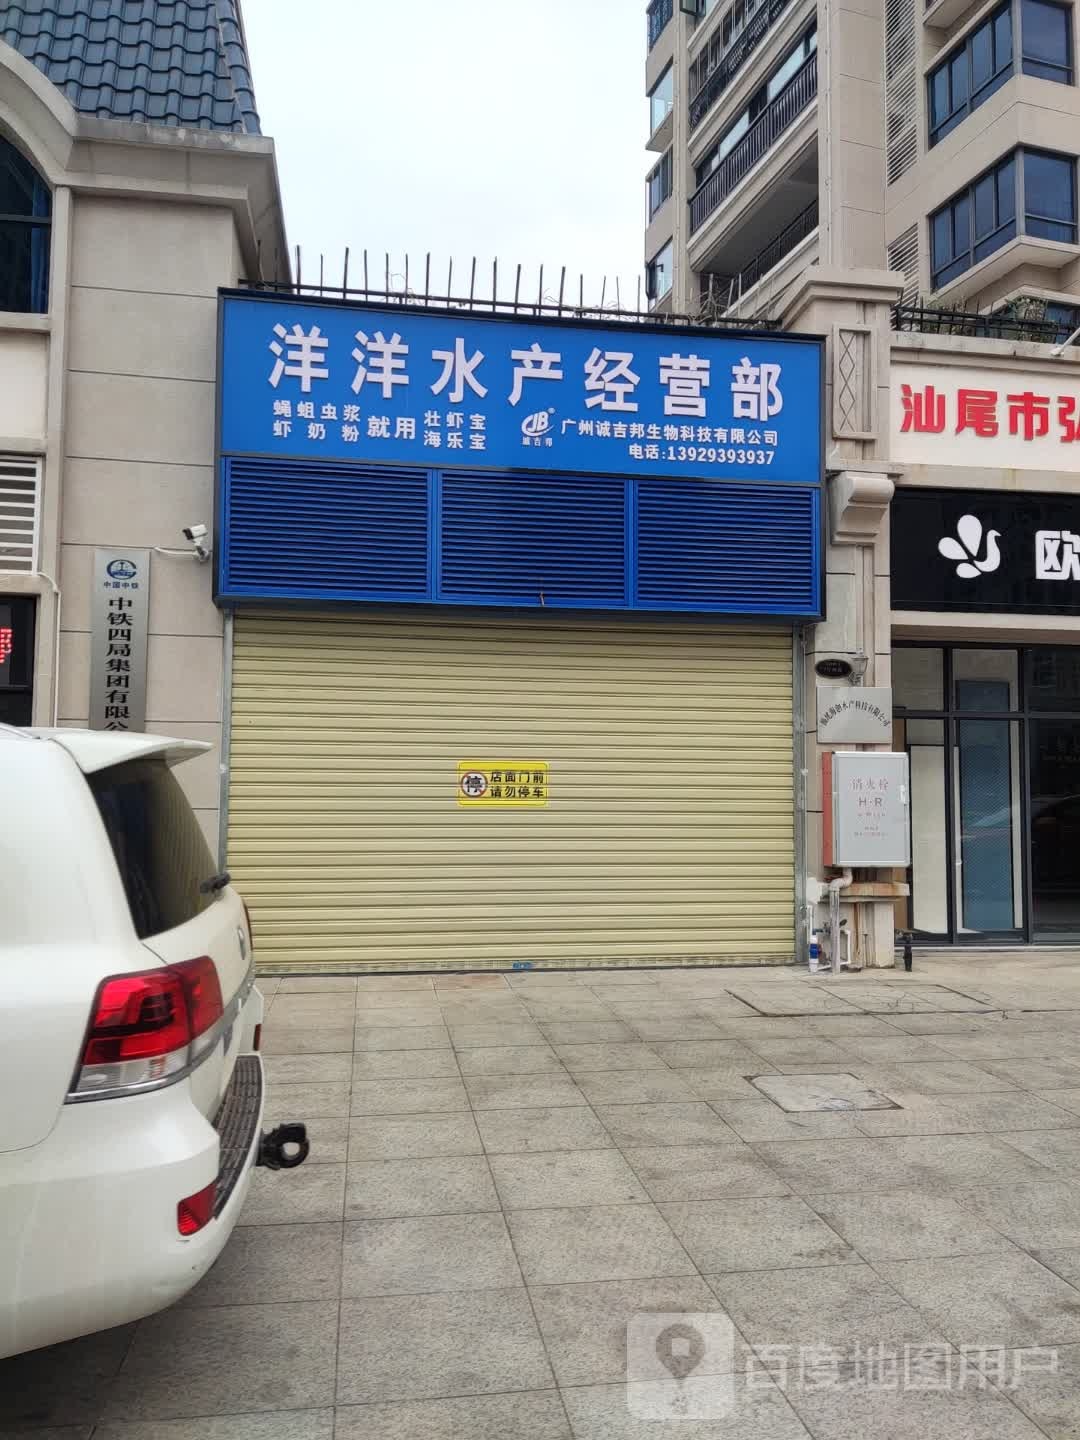 洋洋水产经营部
蝇蛆虫浆
虾奶粉
就用
壮虾宝
海乐宝
JB®
诚吉邦
广州诚吉邦生物科技有限公司
电话:13929393937
汕尾市弘
欧
中国中铁
中铁四局集团有限公
店面门前
请勿停车
停
消火栓
H·R
百度地图用户